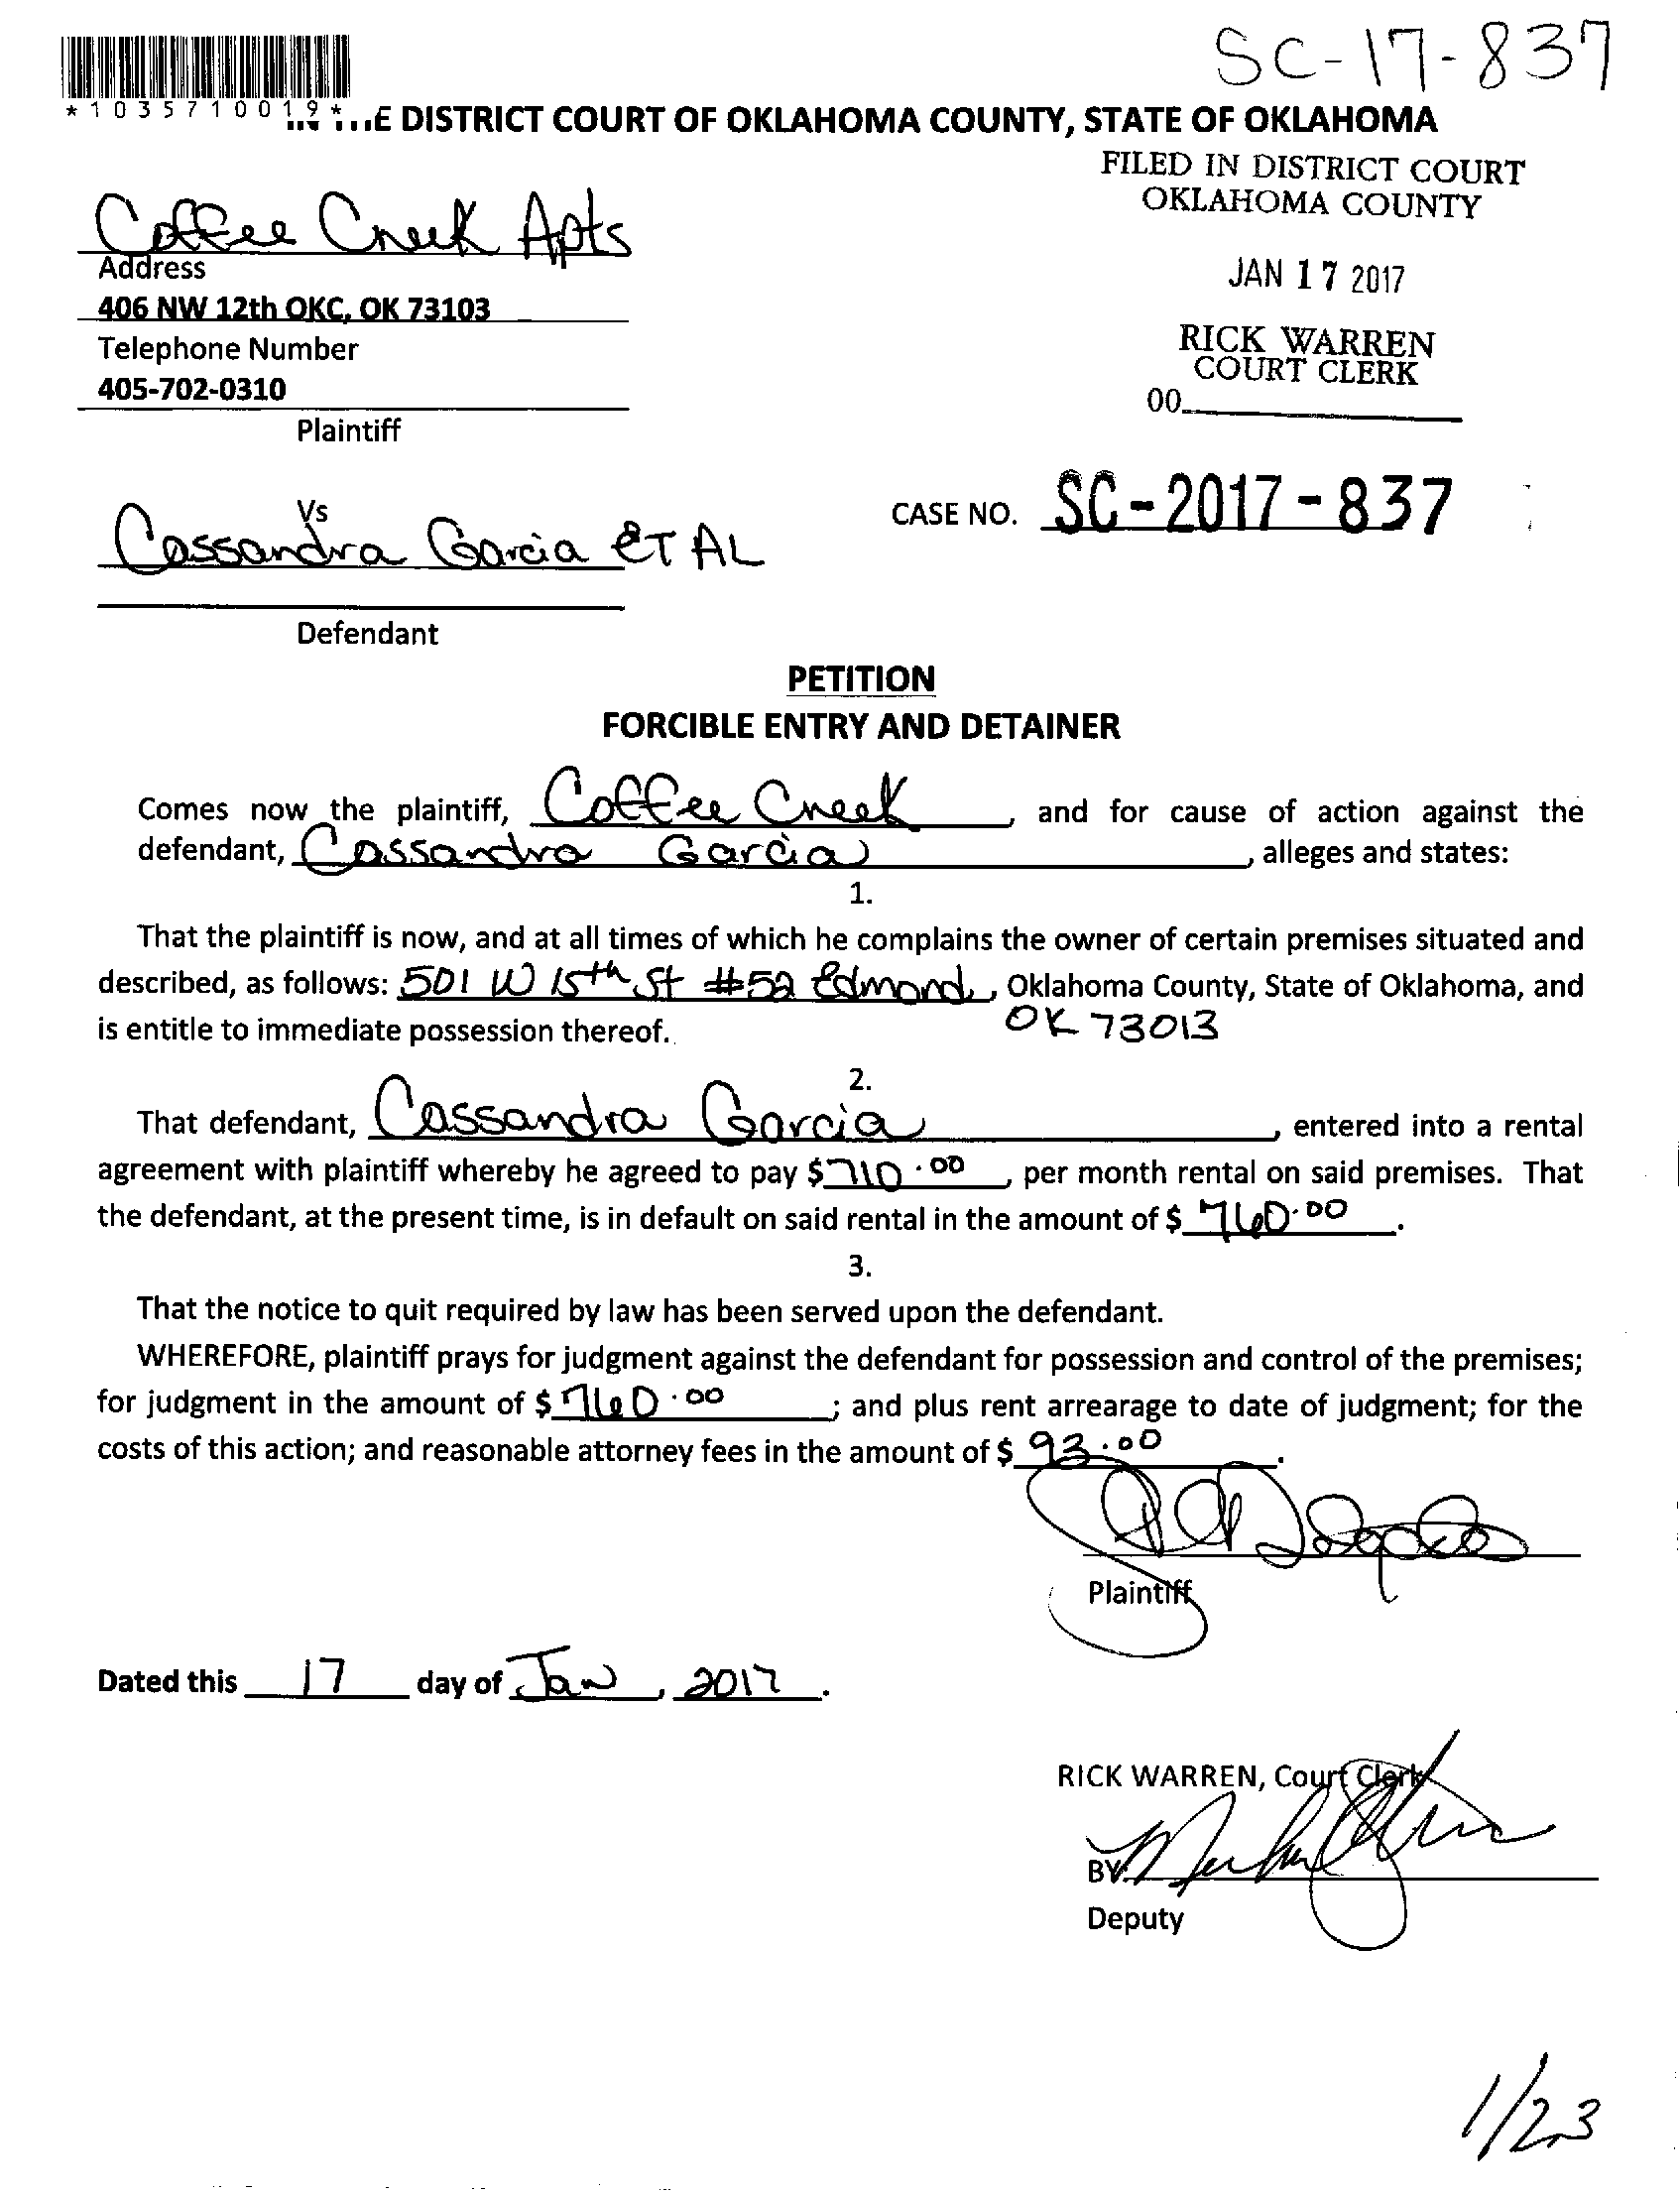 SC-17-837
*1035710019*
E DISTRICT COURT OF OKLAHOMA COUNTY, STATE OF OKLAHOMA
FILED IN DISTRICT COURT
OKLAHOMA COUNTY
JAN 17 2017
RICK WARREN
COURT CLERK
00
Coffee Creek Apts
Address
406 NW 12th OKC, OK 73103
Telephone Number
405-702-0310
Plaintiff
Vs
Cassandra Garcia ET AL
CASE NO. SC-2017-837
Defendant
PETITION
FORCIBLE ENTRY AND DETAINER
Comes now the plaintiff, Coffee Creek, and for cause of action against the
defendant, Cassandra Garcia, alleges and states:
1.
That the plaintiff is now, and at all times of which he complains the owner of certain premises situated and
described, as follows: 501 W 15th St #52 Edmond, Oklahoma County, State of Oklahoma, and
is entitle to immediate possession thereof. OK 73013
2.
That defendant, Cassandra Garcia, entered into a rental
agreement with plaintiff whereby he agreed to pay $710.00, per month rental on said premises. That
the defendant, at the present time, is in default on said rental in the amount of $ 760.00.
3.
That the notice to quit required by law has been served upon the defendant.
WHEREFORE, plaintiff prays for judgment against the defendant for possession and control of the premises;
for judgment in the amount of $ 760.00; and plus rent arrearage to date of judgment; for the
costs of this action; and reasonable attorney fees in the amount of $ 93.00.
Plaintiff
Dated this 17 day of Jan, 2017.
RICK WARREN, Court Clerk
BY:
Deputy
1/23